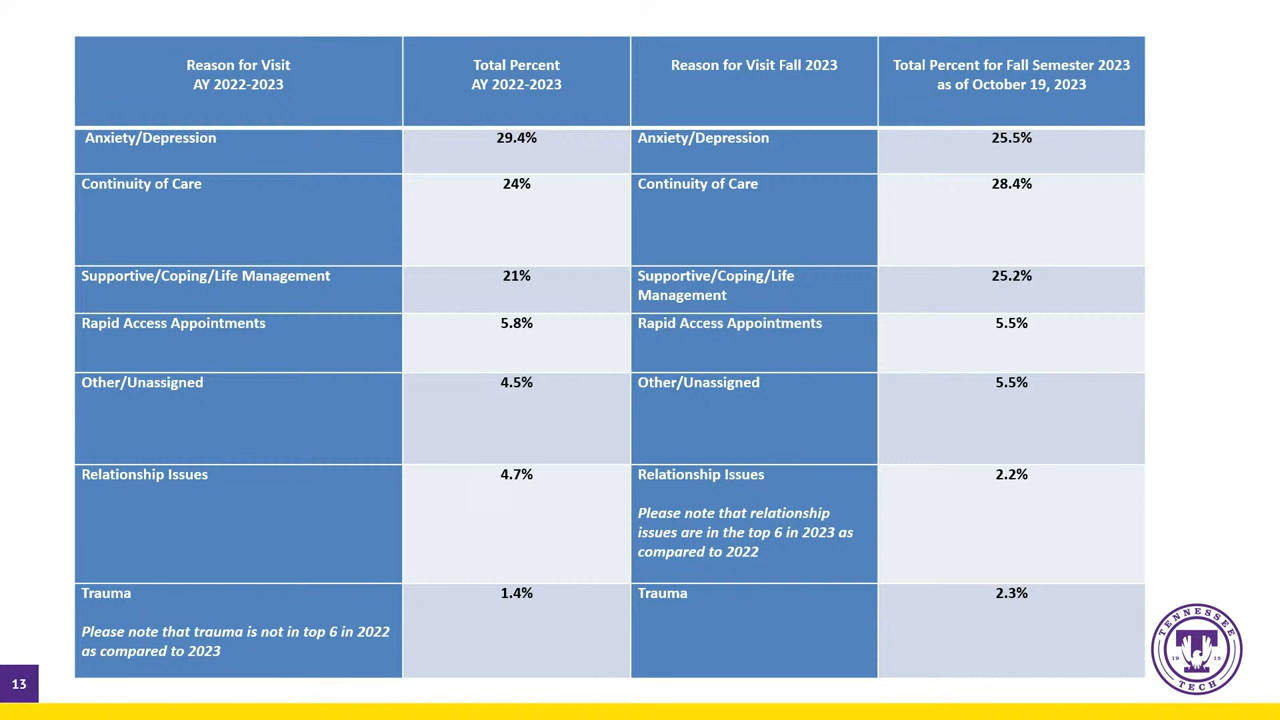 Reason for Visit
AY 2022-2023
Total Percent
AY 2022-2023
Reason for Visit Fall 2023
Total Percent for Fall Semester 2023
as of October 19, 2023
Anxiety/Depression
29.4%
Anxiety/Depression
25.5%
Continuity of Care
24%
Continuity of Care
28.4%
Supportive/Coping/Life Management
21%
Supportive/Coping/Life
Management
25.2%
Rapid Access Appointments
5.8%
Rapid Access Appointments
5.5%
Other/Unassigned
4.5%
Other/Unassigned
5.5%
Relationship Issues
4.7%
Relationship Issues
Please note that relationship
issues are in the top 6 in 2023 as
compared to 2022
2.2%
Trauma
Please note that trauma is not in top 6 in 2022
as compared to 2023
1.4%
Trauma
2.3%
TENNESSEE
T
19 15
TECH
13